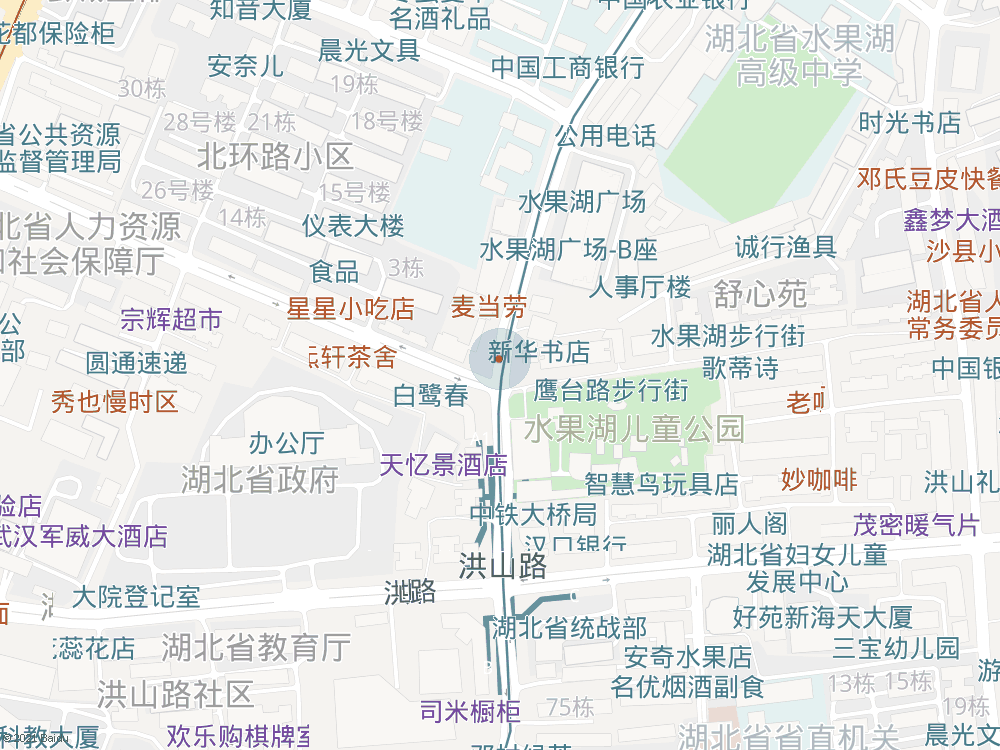 知音大厦
名酒礼品
中国农业银行
花都保险柜
晨光文具
湖北省水果湖
高级中学
安奈儿
中国工商银行
30栋
19栋
28号楼
21栋
18号楼
公用电话
时光书店
省公共资源
监督管理局
北环路小区
邓氏豆皮快餐
26号楼
15号楼
水果湖广场
14栋
仪表大楼
鑫梦大酒
北省人力资源
和社会保障厅
水果湖广场-B座
诚行渔具
沙县小
食品
3栋
人事厅楼
舒心苑
星星小吃店
麦当劳
湖北省人
常务委员
宗辉超市
水果湖步行街
公
部
圆通速递
轩茶舍
新华书店
歌蒂诗
中国银
秀也慢时区
白鹭春
鹰台路步行街
老
办公厅
水果湖儿童公园
湖北省政府
天忆景酒店
智慧鸟玩具店
妙咖啡
洪山礼
验店
武汉军威大酒店
中铁大桥局
丽人阁
茂密暖气片
汉口银行
洪山路
湖北省妇女儿童
发展中心
大院登记室
好苑新海天大厦
湖北省统战部
蕊花店
湖北省教育厅
三宝幼儿园
安奇水果店
名优烟酒副食
13栋
15栋
游
洪山路社区
司米橱柜
75栋
19栋
科教大厦
欢乐购棋牌室
湖北省省直机关
晨光文
© 2021 Baidu